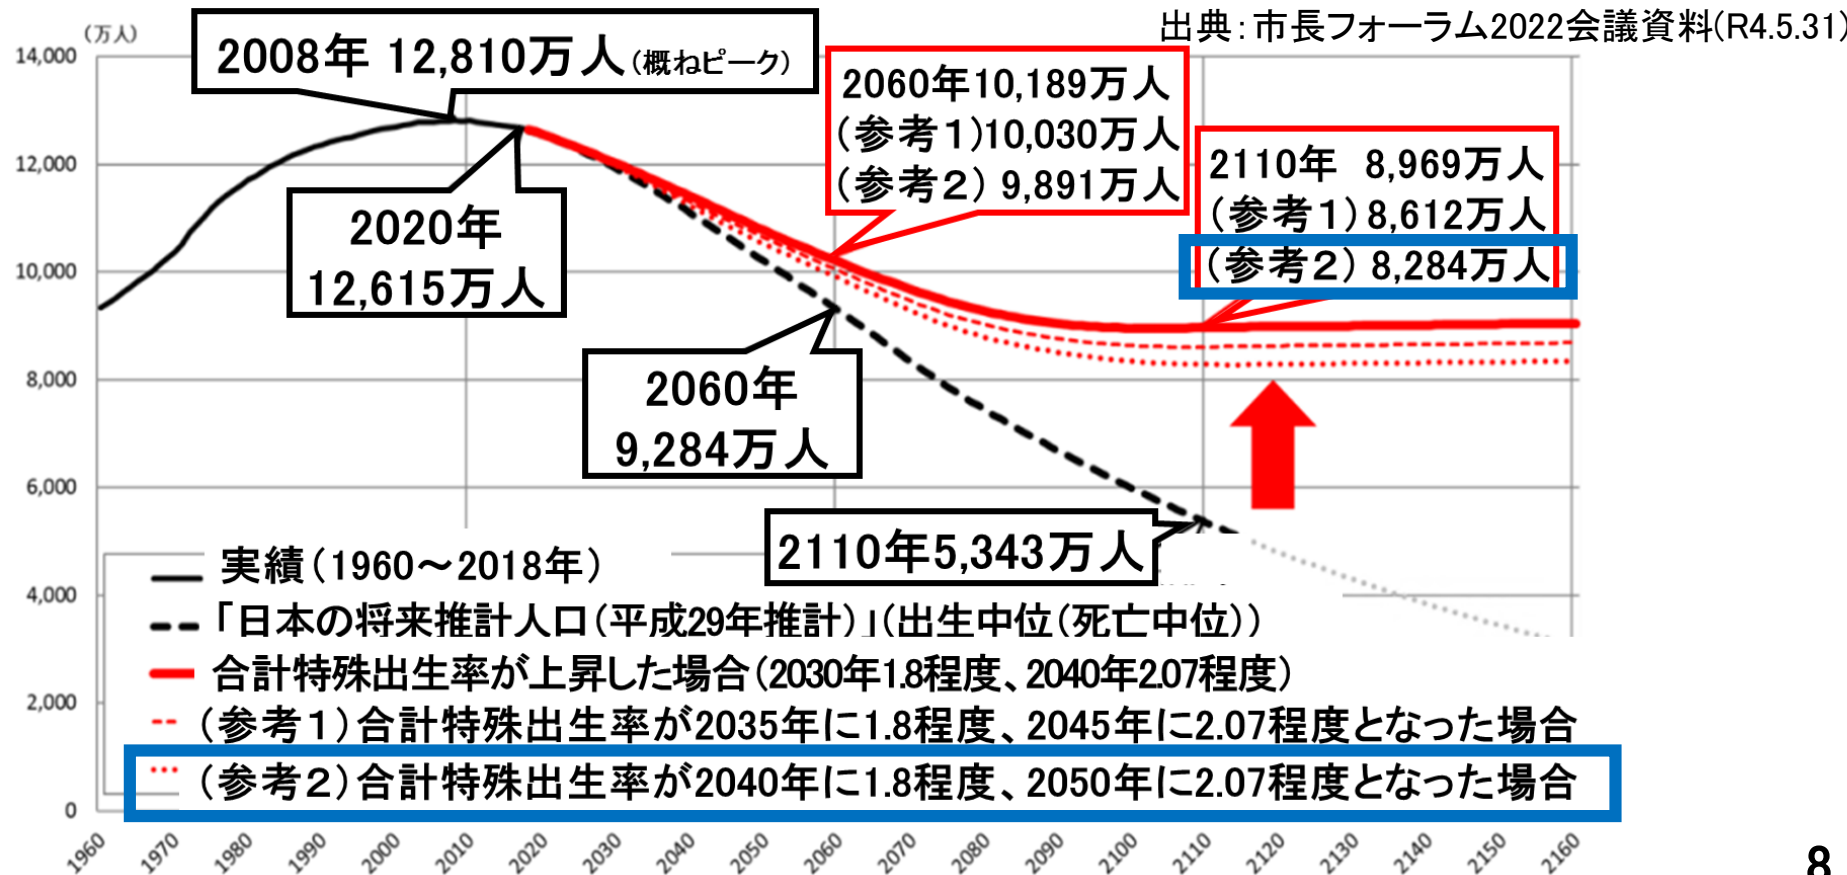 出典：市長フォーラム2022会議資料(R4.5.31)
(万人)
2008年 12,810万人(概ねピーク)
2060年10,189万人
(参考１)10,030万人
(参考２) 9,891万人
2110年 8,969万人
(参考１)8,612万人
(参考２) 8,284万人
2020年
12,615万人
2060年
9,284万人
2110年5,343万人
14,000
12,000
10,000
8,000
6,000
4,000
2,000
0
実績(1960～2018年)
「日本の将来推計人口(平成29年推計)」(出生中位(死亡中位))
合計特殊出生率が上昇した場合(2030年1.8程度、2040年2.07程度)
(参考１)合計特殊出生率が2035年に1.8程度、2045年に2.07程度となった場合
(参考２)合計特殊出生率が2040年に1.8程度、2050年に2.07程度となった場合
1960 1970 1980 1990 2000 2010 2020 2030 2040 2050 2060 2070 2080 2090 2100 2110 2120 2130 2140 2150 2160
8